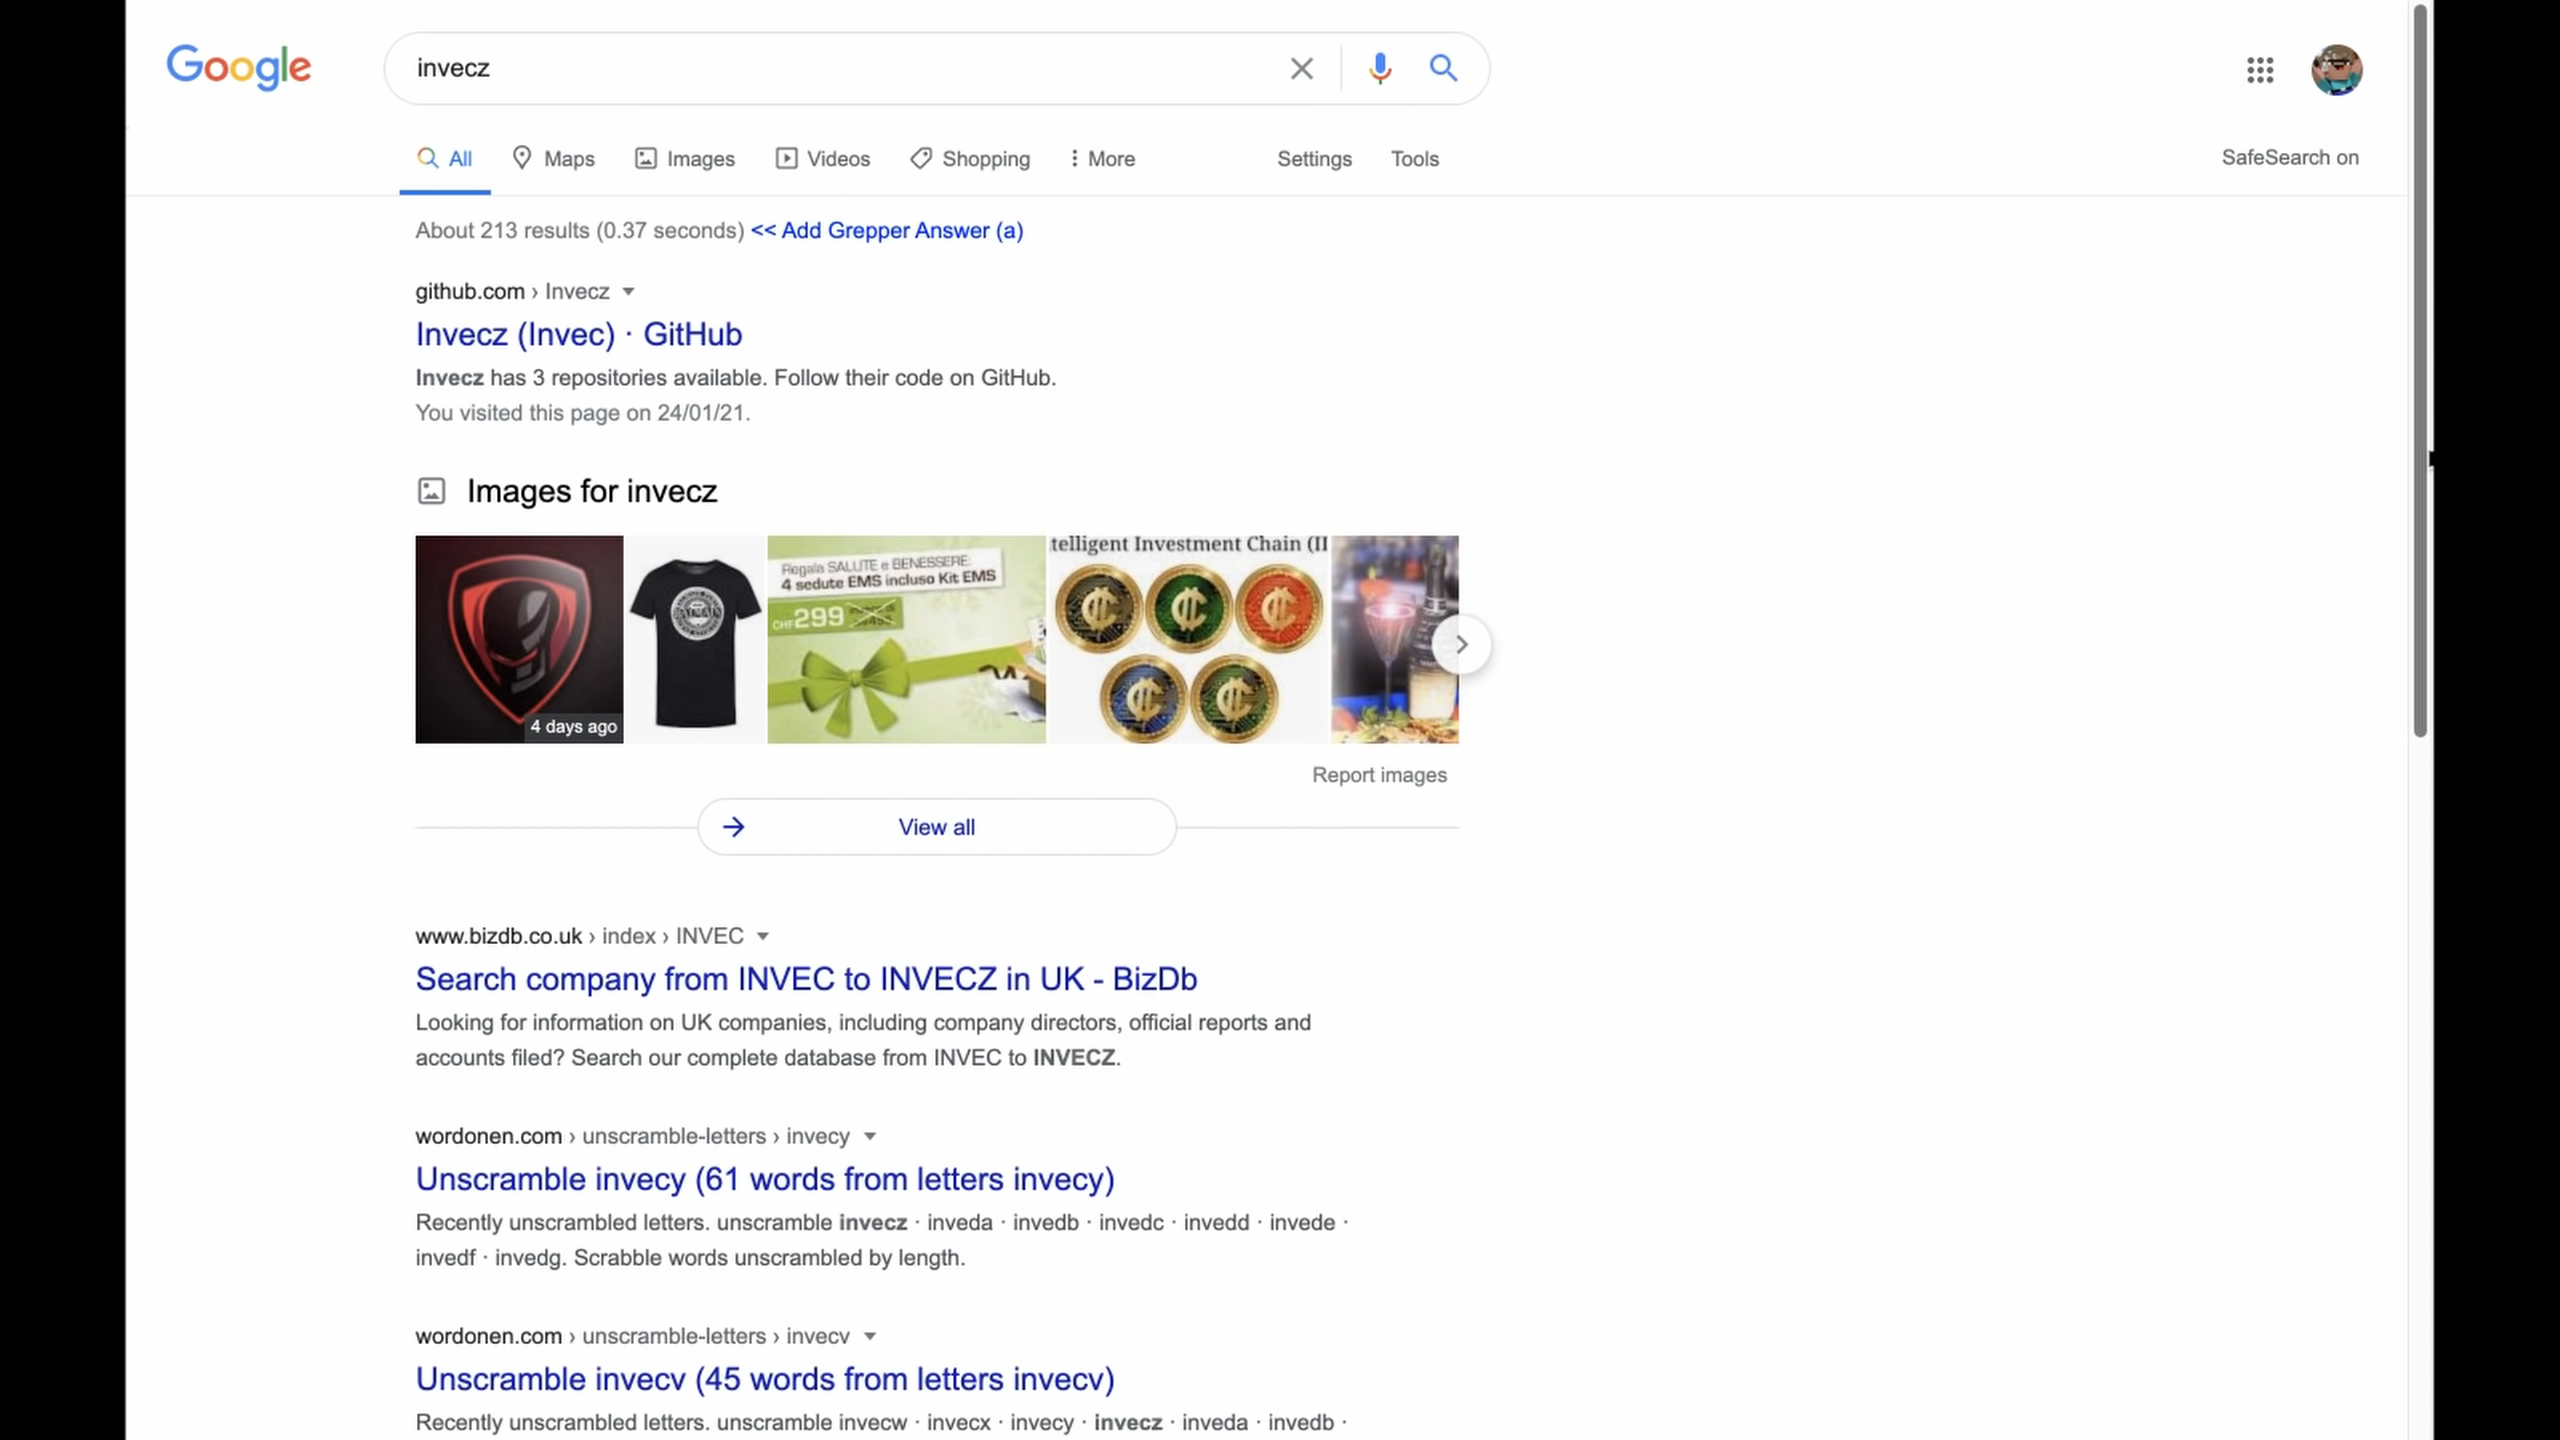 Google
invecz
All
Maps
Images
Videos
Shopping
More
Settings
Tools
SafeSearch on
About 213 results (0.37 seconds) << Add Grepper Answer (a)
github.com › Invecz
Invecz (Invec) · GitHub
Invecz has 3 repositories available. Follow their code on GitHub.
You visited this page on 24/01/21.
Images for invecz
4 days ago
Regala SALUTE e BENESSERE:
4 sedute EMS incluso Kit EMS
CHF 299
telligent Investment Chain (II
Report images
View all
www.bizdb.co.uk › index › INVEC
Search company from INVEC to INVECZ in UK - BizDb
Looking for information on UK companies, including company directors, official reports and
accounts filed? Search our complete database from INVEC to INVECZ.
wordonen.com › unscramble-letters › invecy
Unscramble invecy (61 words from letters invecy)
Recently unscrambled letters. unscramble invecz · inveda · invedb · invedc · invedd · invede ·
invedf · invedg. Scrabble words unscrambled by length.
wordonen.com › unscramble-letters › invecv
Unscramble invecv (45 words from letters invecv)
Recently unscrambled letters. unscramble invecw · invecx · invecy · invecz · inveda · invedb ·